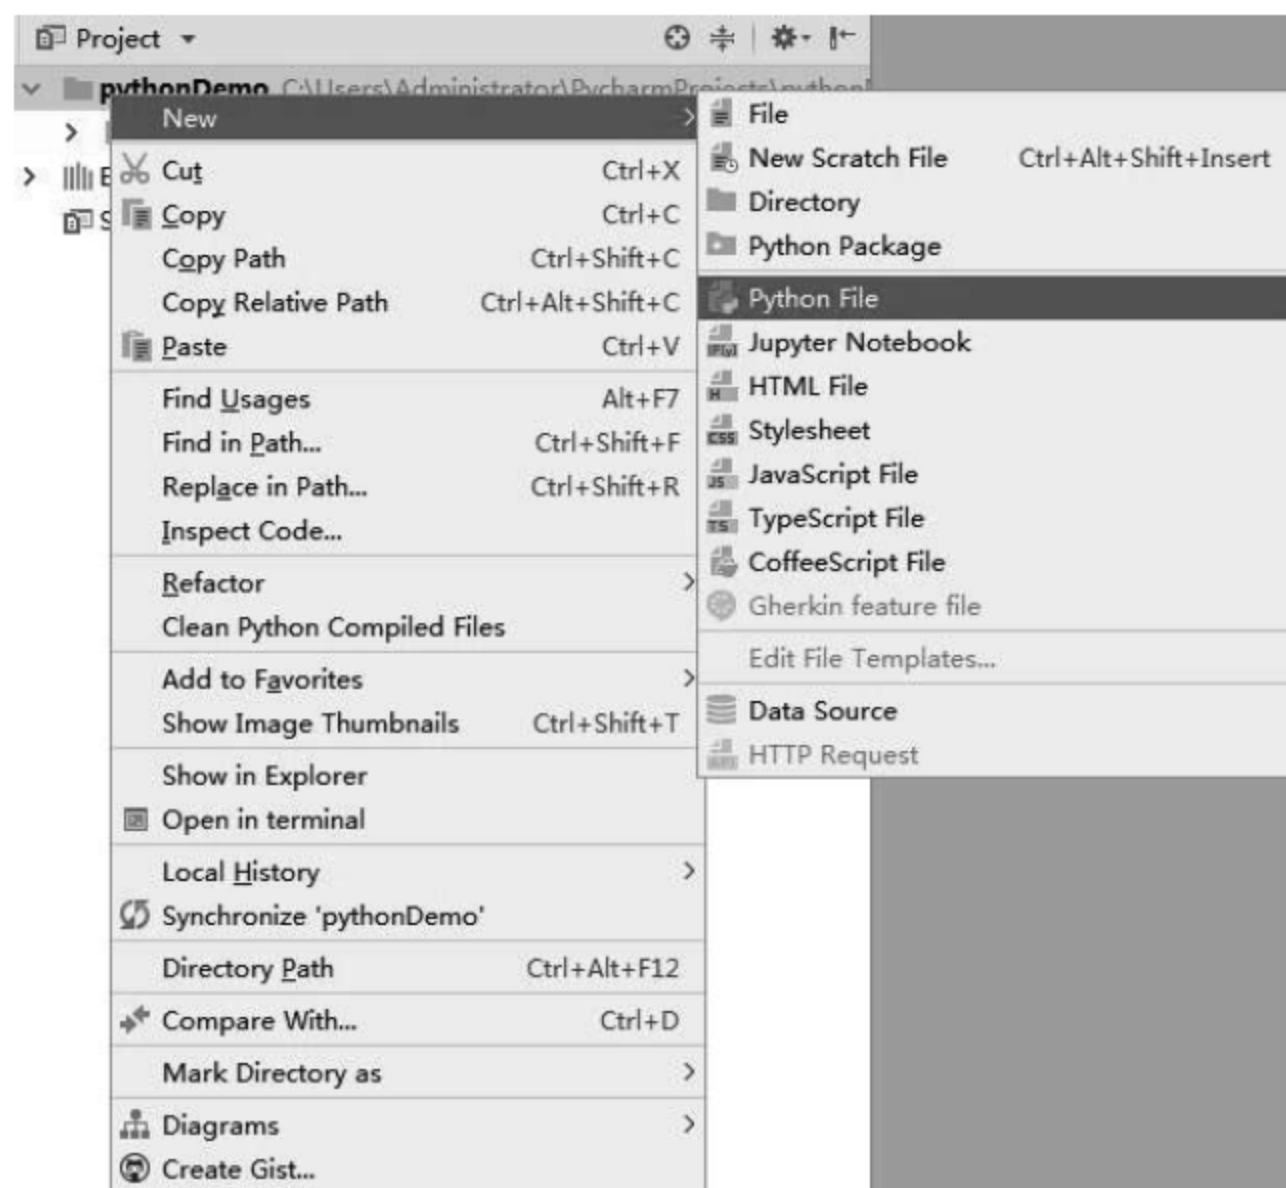 Project
pythonDemo C:\Users\Administrator\PycharmProjects\python
New
Cut Ctrl+X
Copy Ctrl+C
Copy Path Ctrl+Shift+C
Copy Relative Path Ctrl+Alt+Shift+C
Paste Ctrl+V
Find Usages Alt+F7
Find in Path... Ctrl+Shift+F
Replace in Path... Ctrl+Shift+R
Inspect Code...
Refactor
Clean Python Compiled Files
Add to Favorites
Show Image Thumbnails Ctrl+Shift+T
Show in Explorer
Open in terminal
Local History
Synchronize 'pythonDemo'
Directory Path Ctrl+Alt+F12
Compare With... Ctrl+D
Mark Directory as
Diagrams
Create Gist...
File
New Scratch File Ctrl+Alt+Shift+Insert
Directory
Python Package
Python File
Jupyter Notebook
HTML File
Stylesheet
JavaScript File
TypeScript File
CoffeeScript File
Gherkin feature file
Edit File Templates...
Data Source
HTTP Request